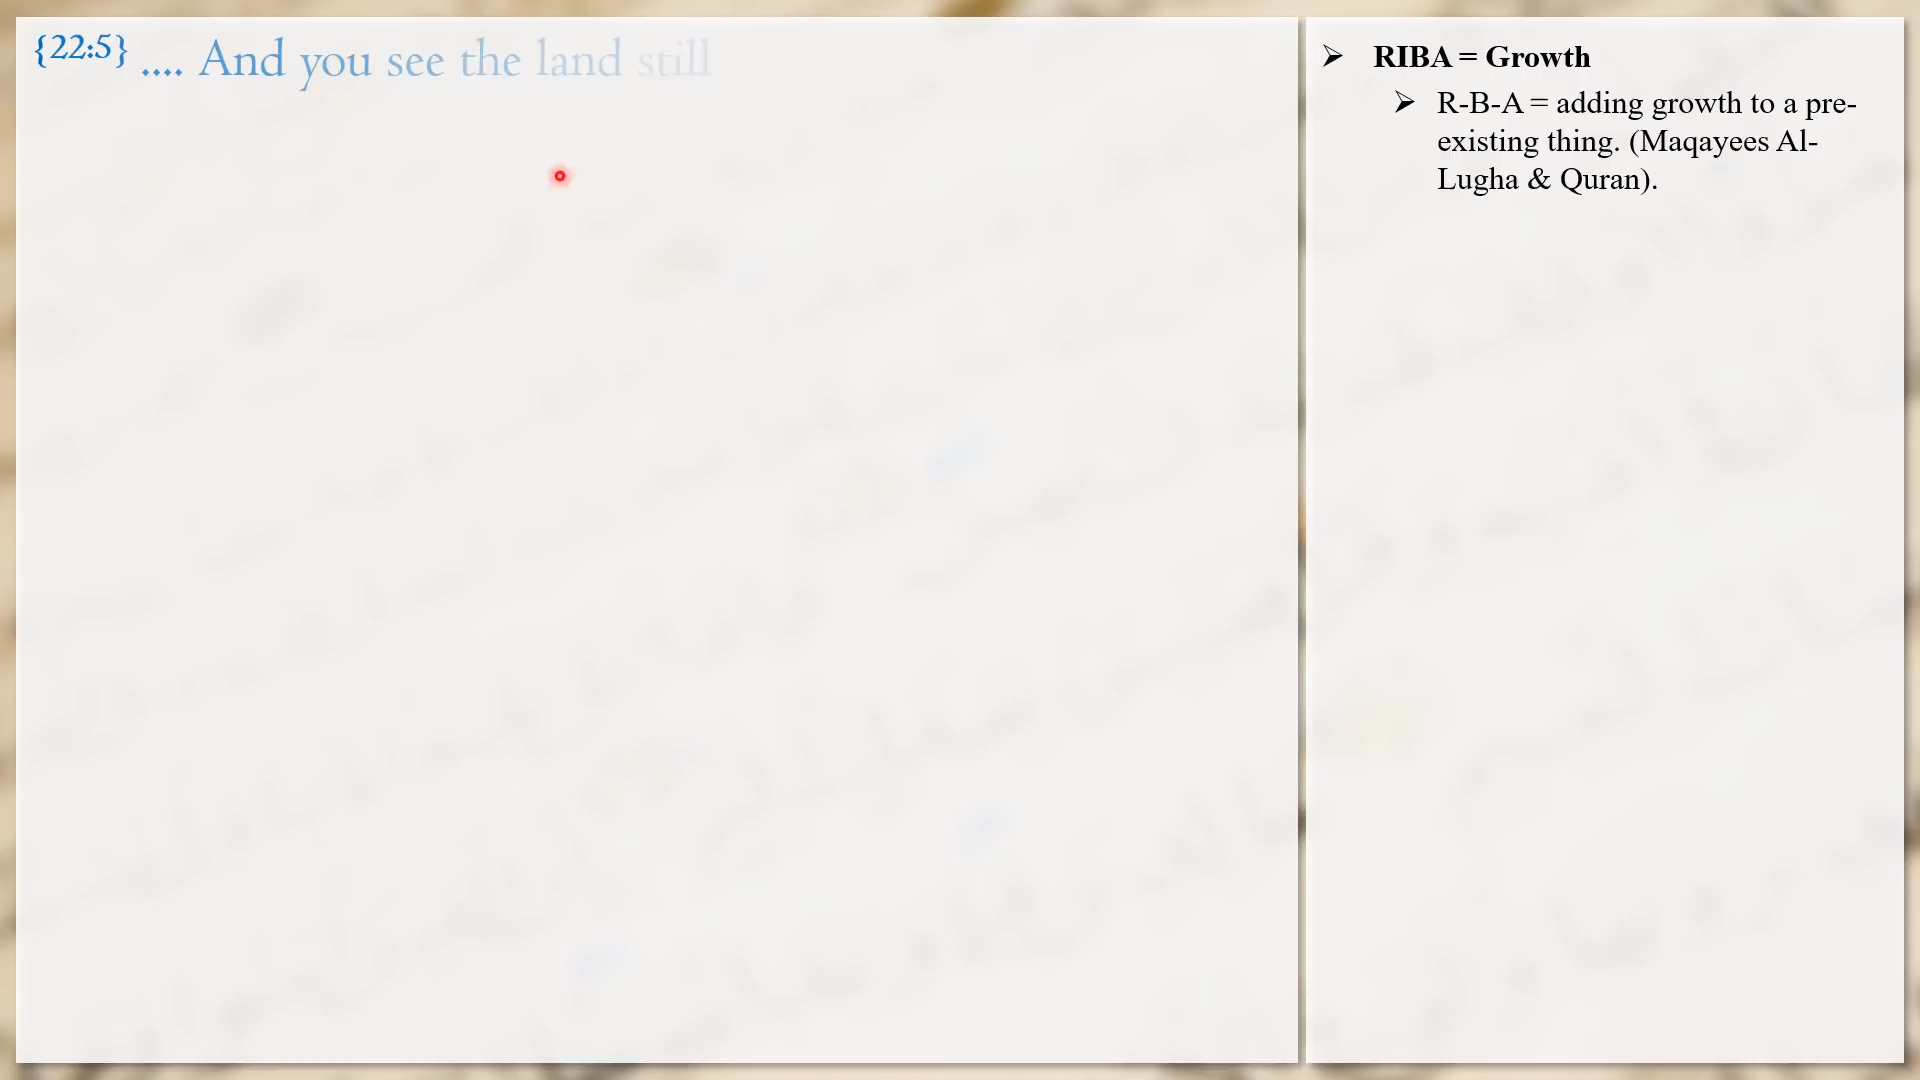 {22:5} .... And you see the land still
➢ RIBA = Growth
➢ R-B-A = adding growth to a pre-
existing thing. (Maqayees Al-
Lugha & Quran).